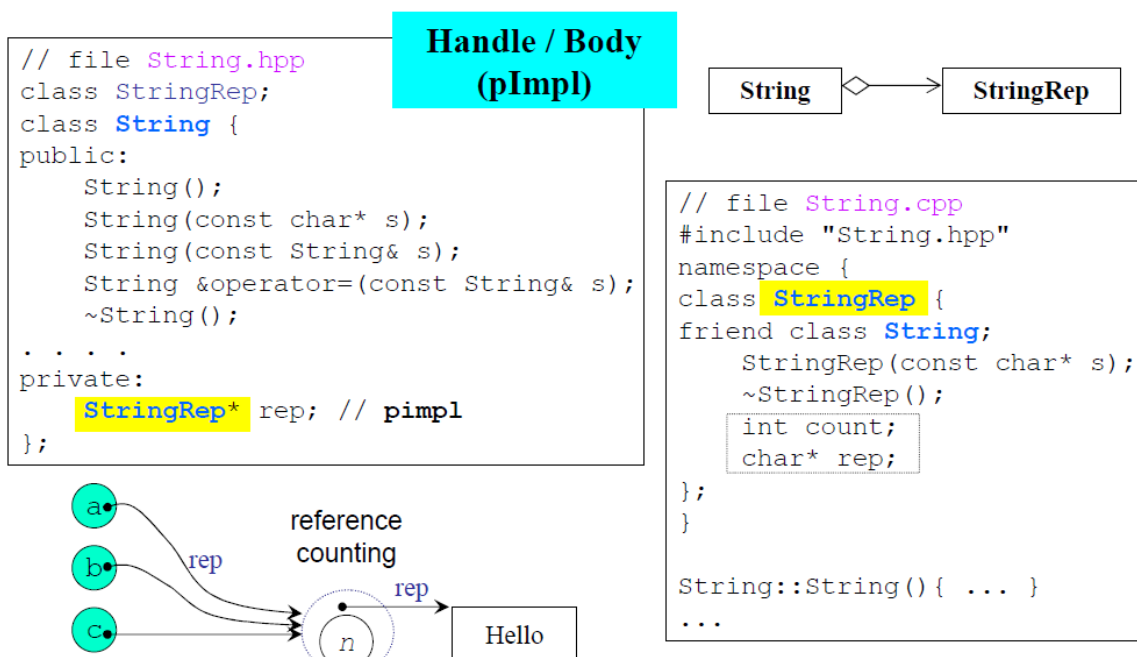 Handle / Body
(pImpl)
// file String.hpp
class StringRep;
class String {
public:
    String();
    String(const char* s);
    String(const String& s);
    String &operator=(const String& s);
    ~String();
. . . .
private:
    StringRep* rep; // pimpl
};
String
StringRep
// file String.cpp
#include "String.hpp"
namespace {
class StringRep {
friend class String;
    StringRep(const char* s);
    ~StringRep();
    int count;
    char* rep;
};
}
String::String(){ ... }
...
a
b
c
rep
reference
counting
rep
n
Hello